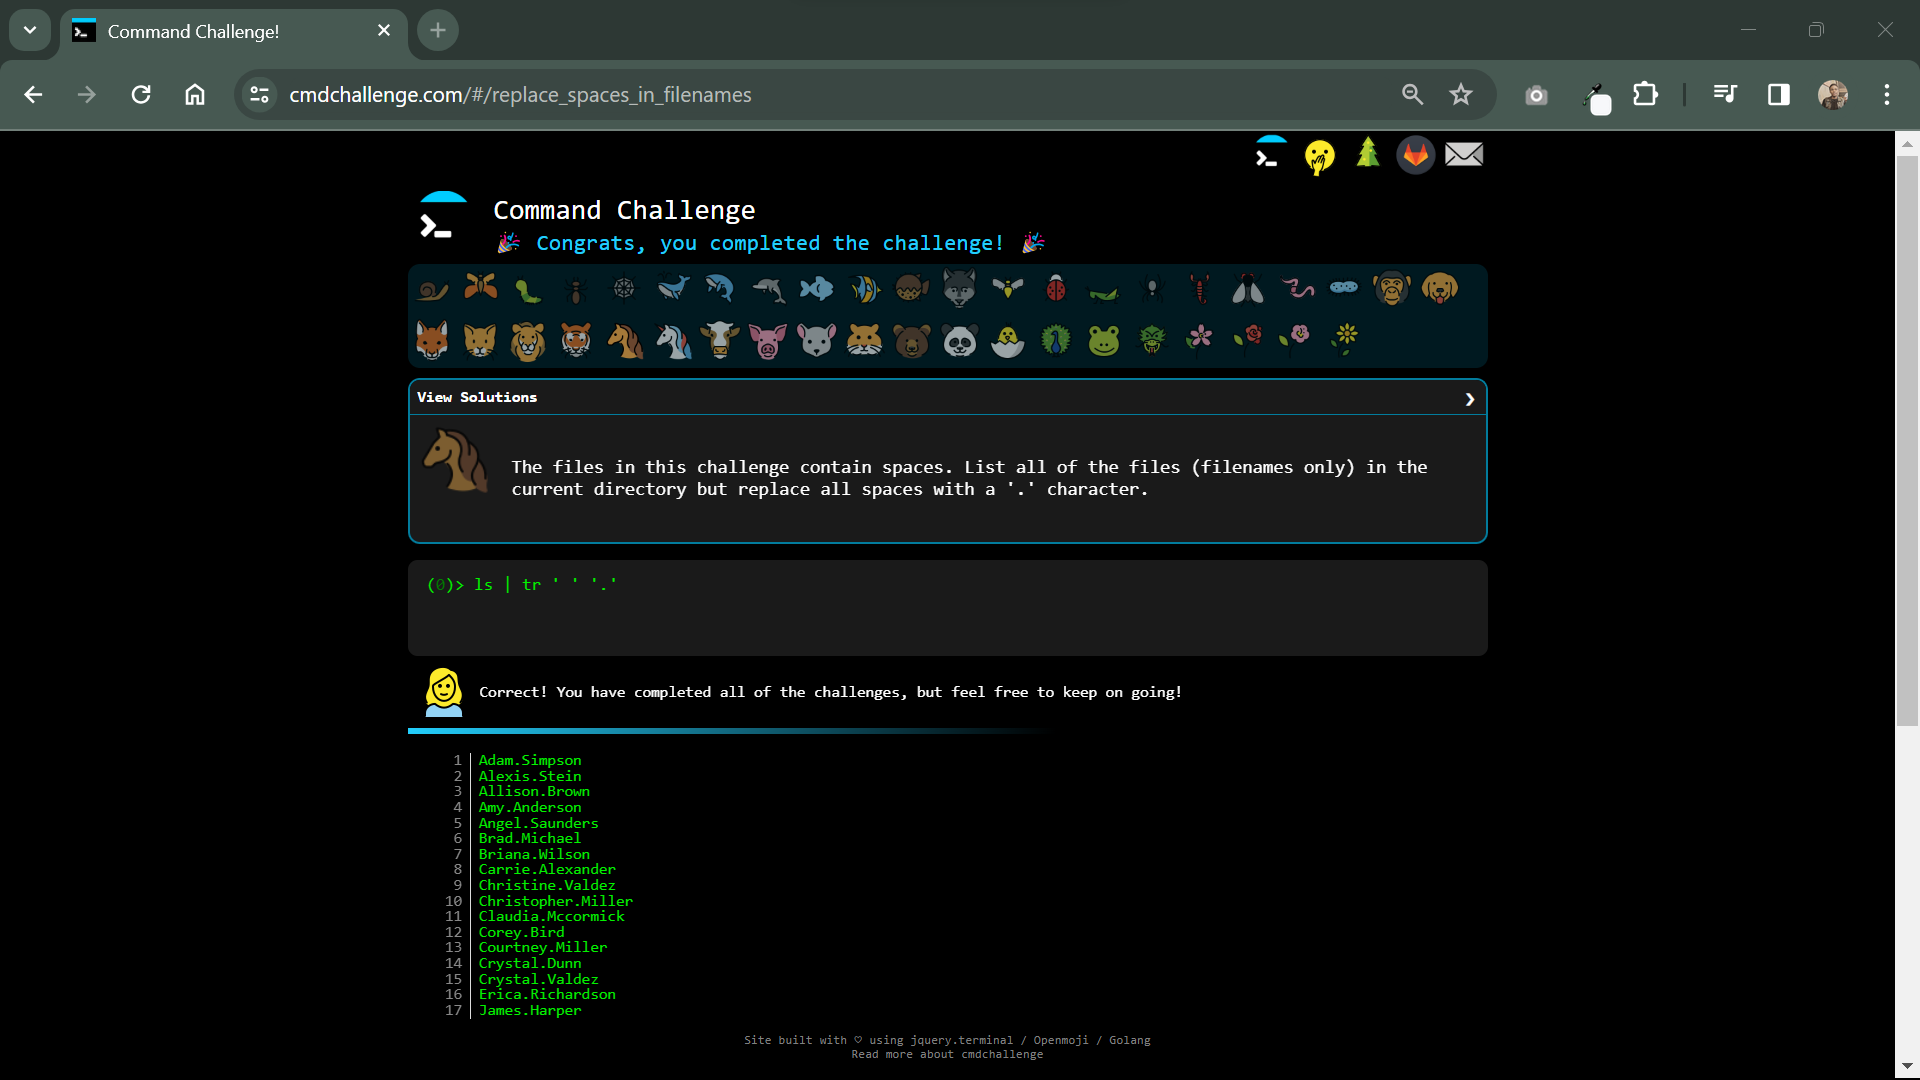 Command Challenge!
cmdchallenge.com/#/replace_spaces_in_filenames
Command Challenge
Congrats, you completed the challenge!
View Solutions
The files in this challenge contain spaces. List all of the files (filenames only) in the
current directory but replace all spaces with a '.' character.
(0)> ls | tr ' ' '.'
Correct! You have completed all of the challenges, but feel free to keep on going!
1 Adam.Simpson
2 Alexis.Stein
3 Allison.Brown
4 Amy.Anderson
5 Angel.Saunders
6 Brad.Michael
7 Briana.Wilson
8 Carrie.Alexander
9 Christine.Valdez
10 Christopher.Miller
11 Claudia.Mccormick
12 Corey.Bird
13 Courtney.Miller
14 Crystal.Dunn
15 Crystal.Valdez
16 Erica.Richardson
17 James.Harper
Site built with ♡ using jquery.terminal / Openmoji / Golang
Read more about cmdchallenge